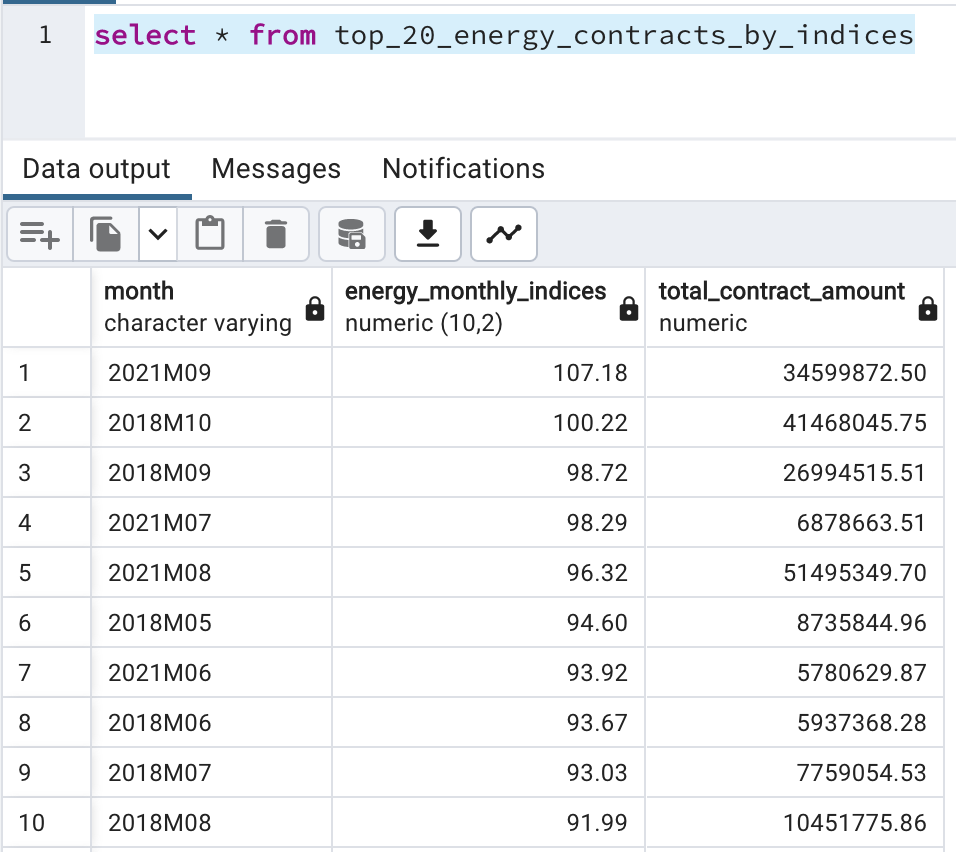 1 select * from top_20_energy_contracts_by_indices
Data output Messages Notifications
month energy_monthly_indices total_contract_amount
character varying numeric (10,2) numeric
1 2021M09 107.18 34599872.50
2 2018M10 100.22 41468045.75
3 2018M09 98.72 26994515.51
4 2021M07 98.29 6878663.51
5 2021M08 96.32 51495349.70
6 2018M05 94.60 8735844.96
7 2021M06 93.92 5780629.87
8 2018M06 93.67 5937368.28
9 2018M07 93.03 7759054.53
10 2018M08 91.99 10451775.86